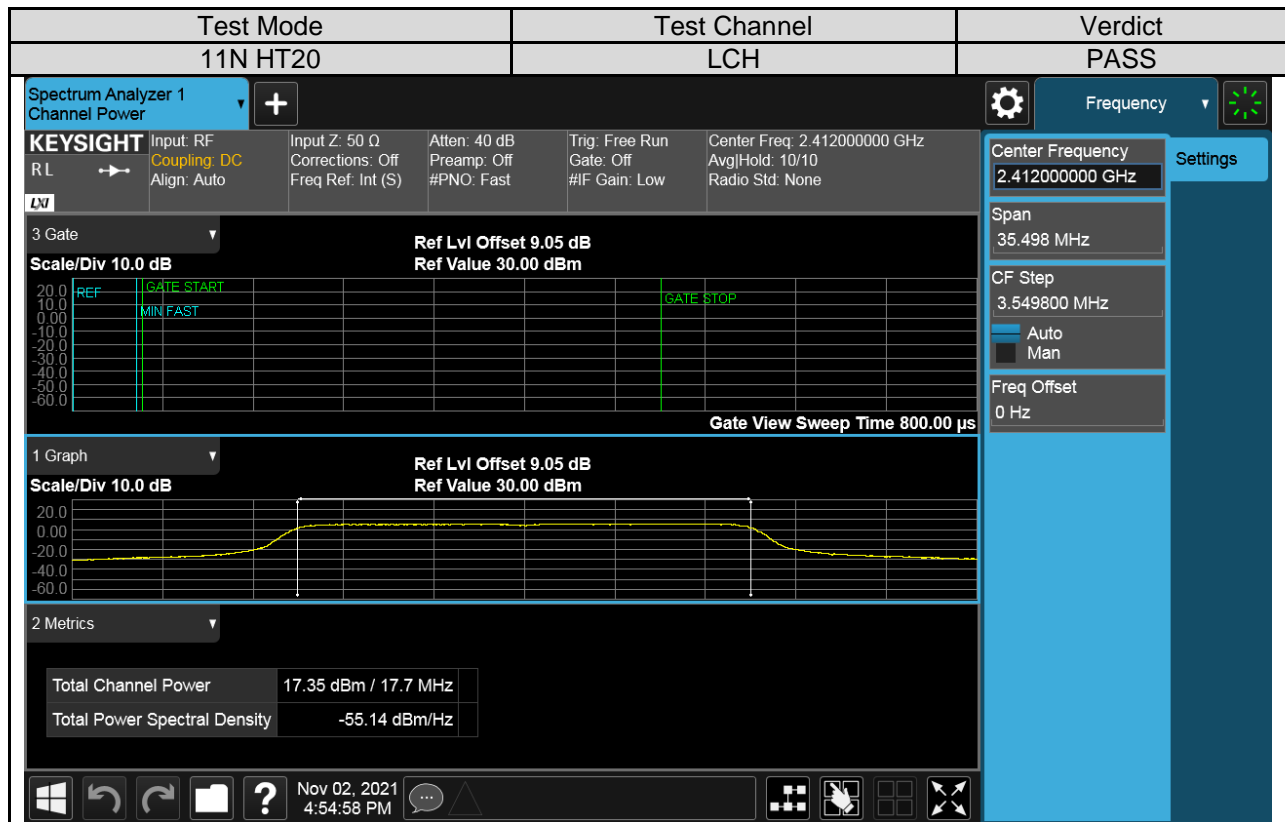 Test Mode Test Channel Verdict
11N HT20 LCH PASS
Spectrum Analyzer 1
Channel Power
+
Frequency
KEYSIGHT
RL
LXI
Input: RF
Coupling: DC
Align: Auto
Input Z: 50 Ω
Corrections: Off
Freq Ref: Int (S)
Atten: 40 dB
Preamp: Off
#PNO: Fast
Trig: Free Run
Gate: Off
#IF Gain: Low
Center Freq: 2.412000000 GHz
Avg|Hold: 10/10
Radio Std: None
Center Frequency
2.412000000 GHz
Settings
Span
35.498 MHz
CF Step
3.549800 MHz
Auto
Man
Freq Offset
0 Hz
3 Gate
Ref Lvl Offset 9.05 dB
Scale/Div 10.0 dB Ref Value 30.00 dBm
20.0
10.0
0.00
-10.0
-20.0
-30.0
-40.0
-50.0
-60.0
REF
GATE START
MIN FAST
GATE STOP
Gate View Sweep Time 800.00 µs
1 Graph
Ref Lvl Offset 9.05 dB
Scale/Div 10.0 dB Ref Value 30.00 dBm
20.0
0.00
-20.0
-40.0
-60.0
2 Metrics
Total Channel Power 17.35 dBm / 17.7 MHz
Total Power Spectral Density -55.14 dBm/Hz
?
Nov 02, 2021
4:54:58 PM